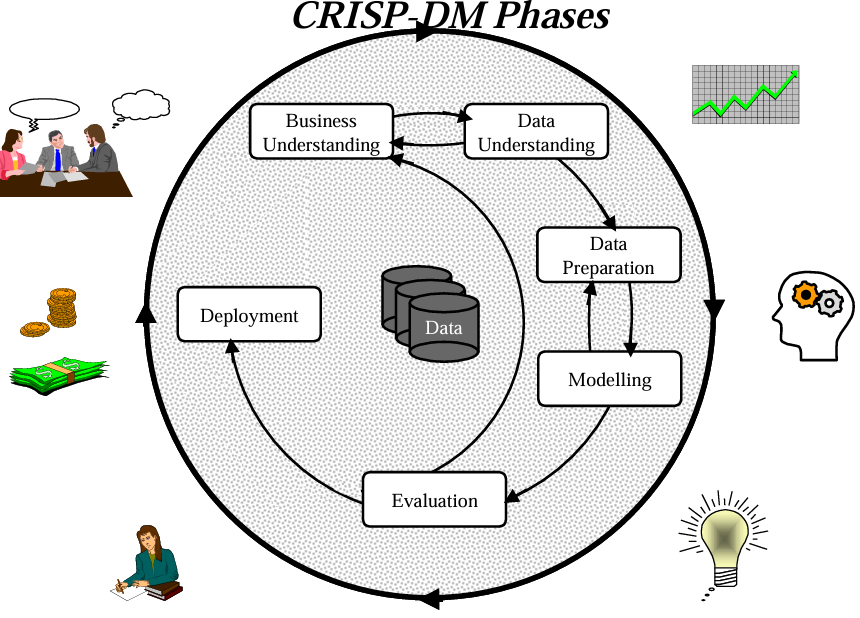 CRISP-DM Phases
Business
Understanding
Data
Understanding
Data
Preparation
Deployment
Data
Modelling
Evaluation